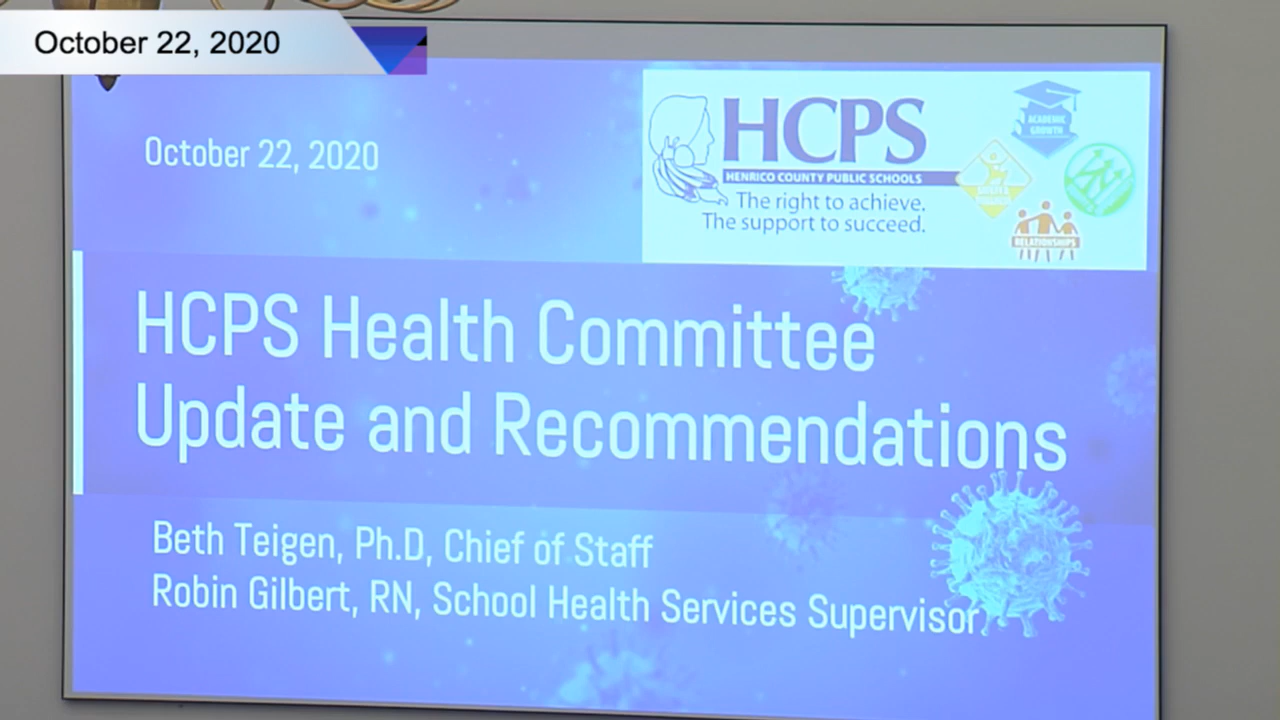 October 22, 2020
October 22, 2020
HCPS
HENRICO COUNTY PUBLIC SCHOOLS
The right to achieve.
The support to succeed.
ACADEMIC
GROWTH
RELATIONSHIPS
HCPS Health Committee
Update and Recommendations
Beth Teigen, Ph.D, Chief of Staff
Robin Gilbert, RN, School Health Services Supervisor